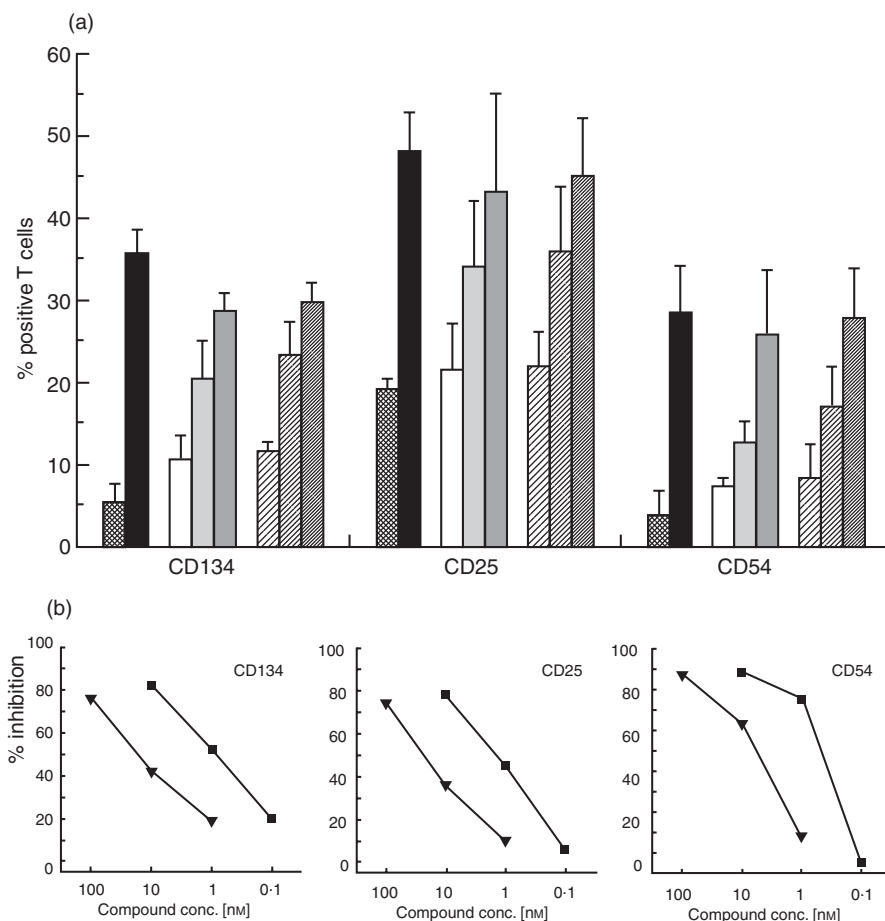 (a)
60
50
40
30
20
10
0
% positive T cells
CD134 CD25 CD54
(b)
100
80
60
40
20
0
% inhibition
CD134
100 10 1 0·1
Compound conc. [nM]
100
80
60
40
20
0
CD25
100 10 1 0·1
Compound conc. [nM]
100
80
60
40
20
0
CD54
100 10 1 0·1
Compound conc. [nM]